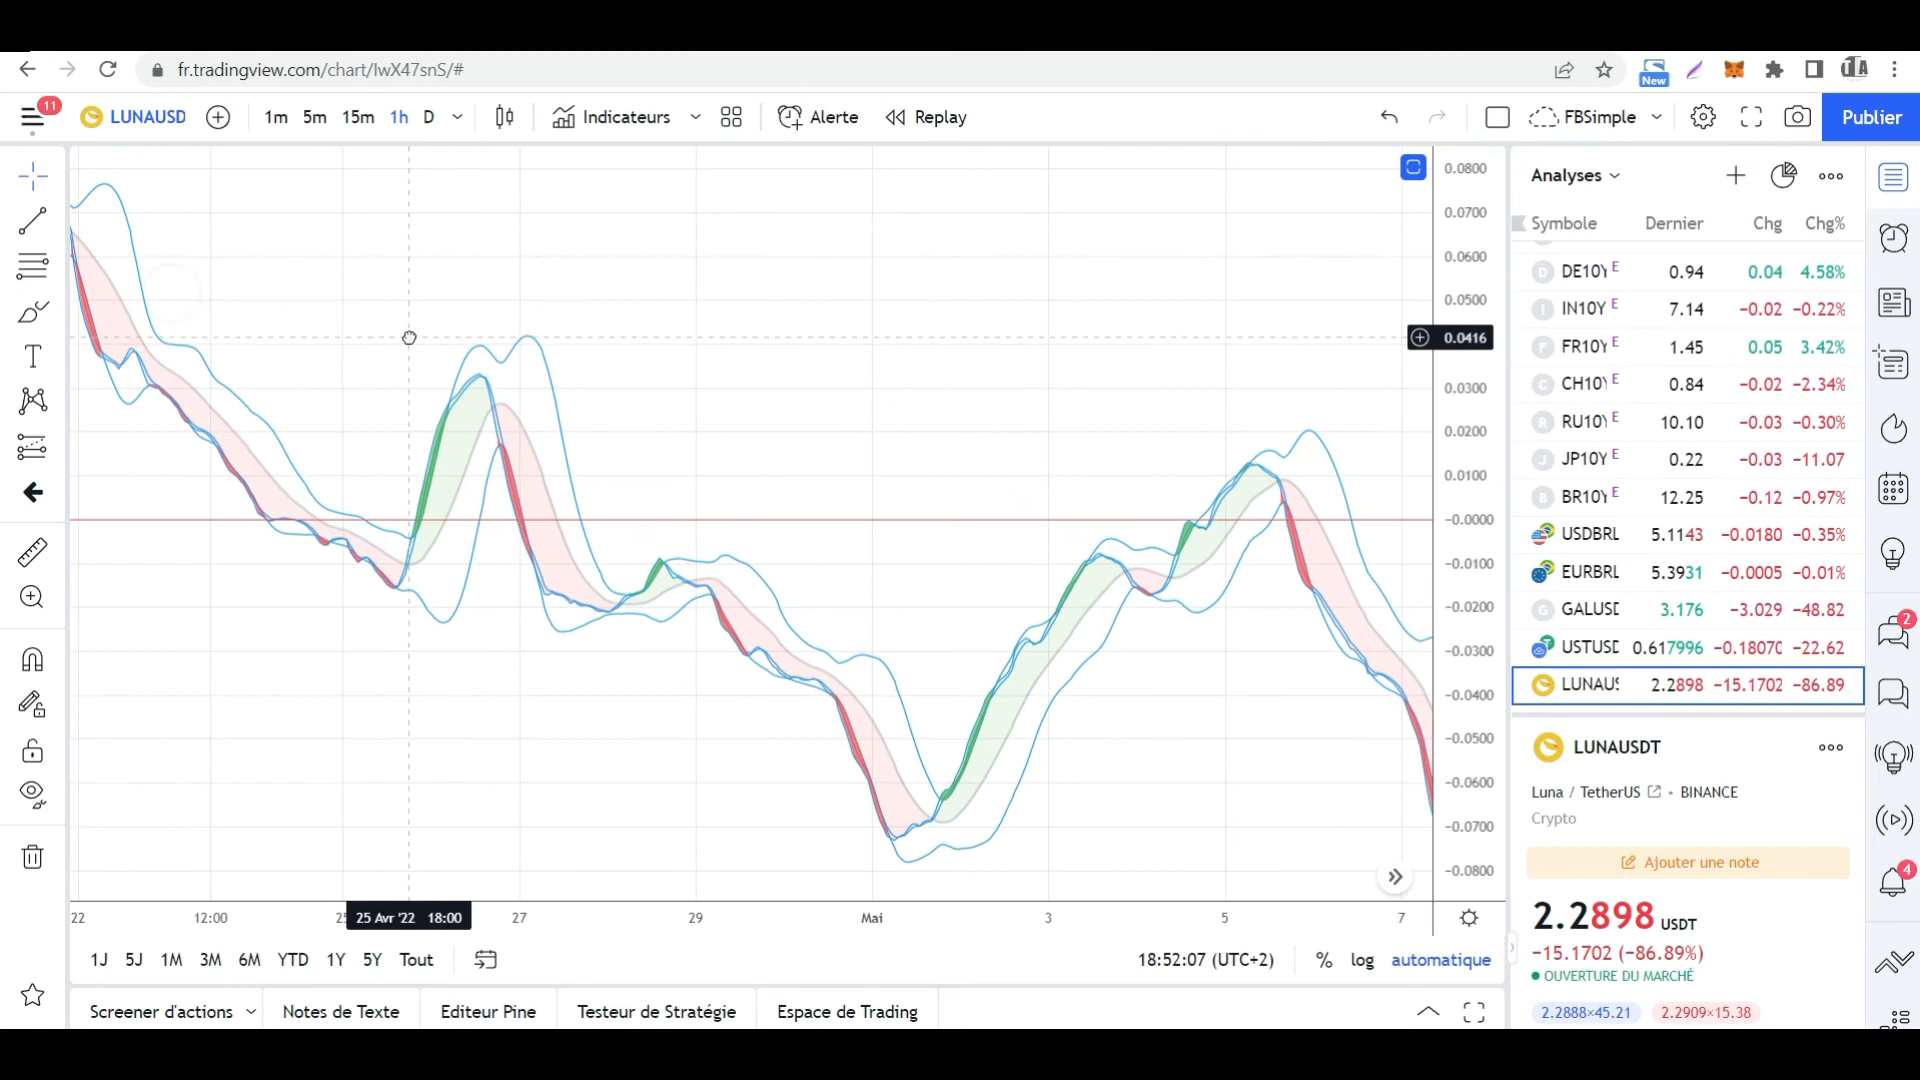 fr.tradingview.com/chart/IwX47snS/#
New
11
LUNAUSD
1m 5m 15m 1h D
Indicateurs
Alerte
Replay
FBSimple
Publier
0.0800
0.0700
0.0600
0.0500
0.0416
0.0300
0.0200
0.0100
-0.0000
-0.0100
-0.0200
-0.0300
-0.0400
-0.0500
-0.0600
-0.0700
-0.0800
22 12:00 25 Avr '22 18:00 27 29 Mai 3 5 7
1J 5J 1M 3M 6M YTD 1Y 5Y Tout
18:52:07 (UTC+2) % log automatique
Screener d'actions Notes de Texte Editeur Pine Testeur de Stratégie Espace de Trading
Analyses
Symbole Dernier Chg Chg%
D DE10Y E 0.94 0.04 4.58%
I IN10Y E 7.14 −0.02 −0.22%
F FR10Y E 1.45 0.05 3.42%
C CH10Y E 0.84 −0.02 −2.34%
R RU10Y E 10.10 −0.03 −0.30%
J JP10Y E 0.22 −0.03 −11.07
B BR10Y E 12.25 −0.12 −0.97%
USDBRL 5.1143 −0.0180 −0.35%
EURBRL 5.3931 −0.0005 −0.01%
G GALUSD 3.176 −3.029 −48.82
USTUSD 0.617996 −0.18070 −22.62
LUNAUS 2.2898 −15.1702 −86.89
LUNAUSDT
Luna / TetherUS • BINANCE
Crypto
Ajouter une note
2.2898 USDT
−15.1702 (−86.89%)
OUVERTURE DU MARCHÉ
2.2888×45.21 2.2909×15.38
2
4